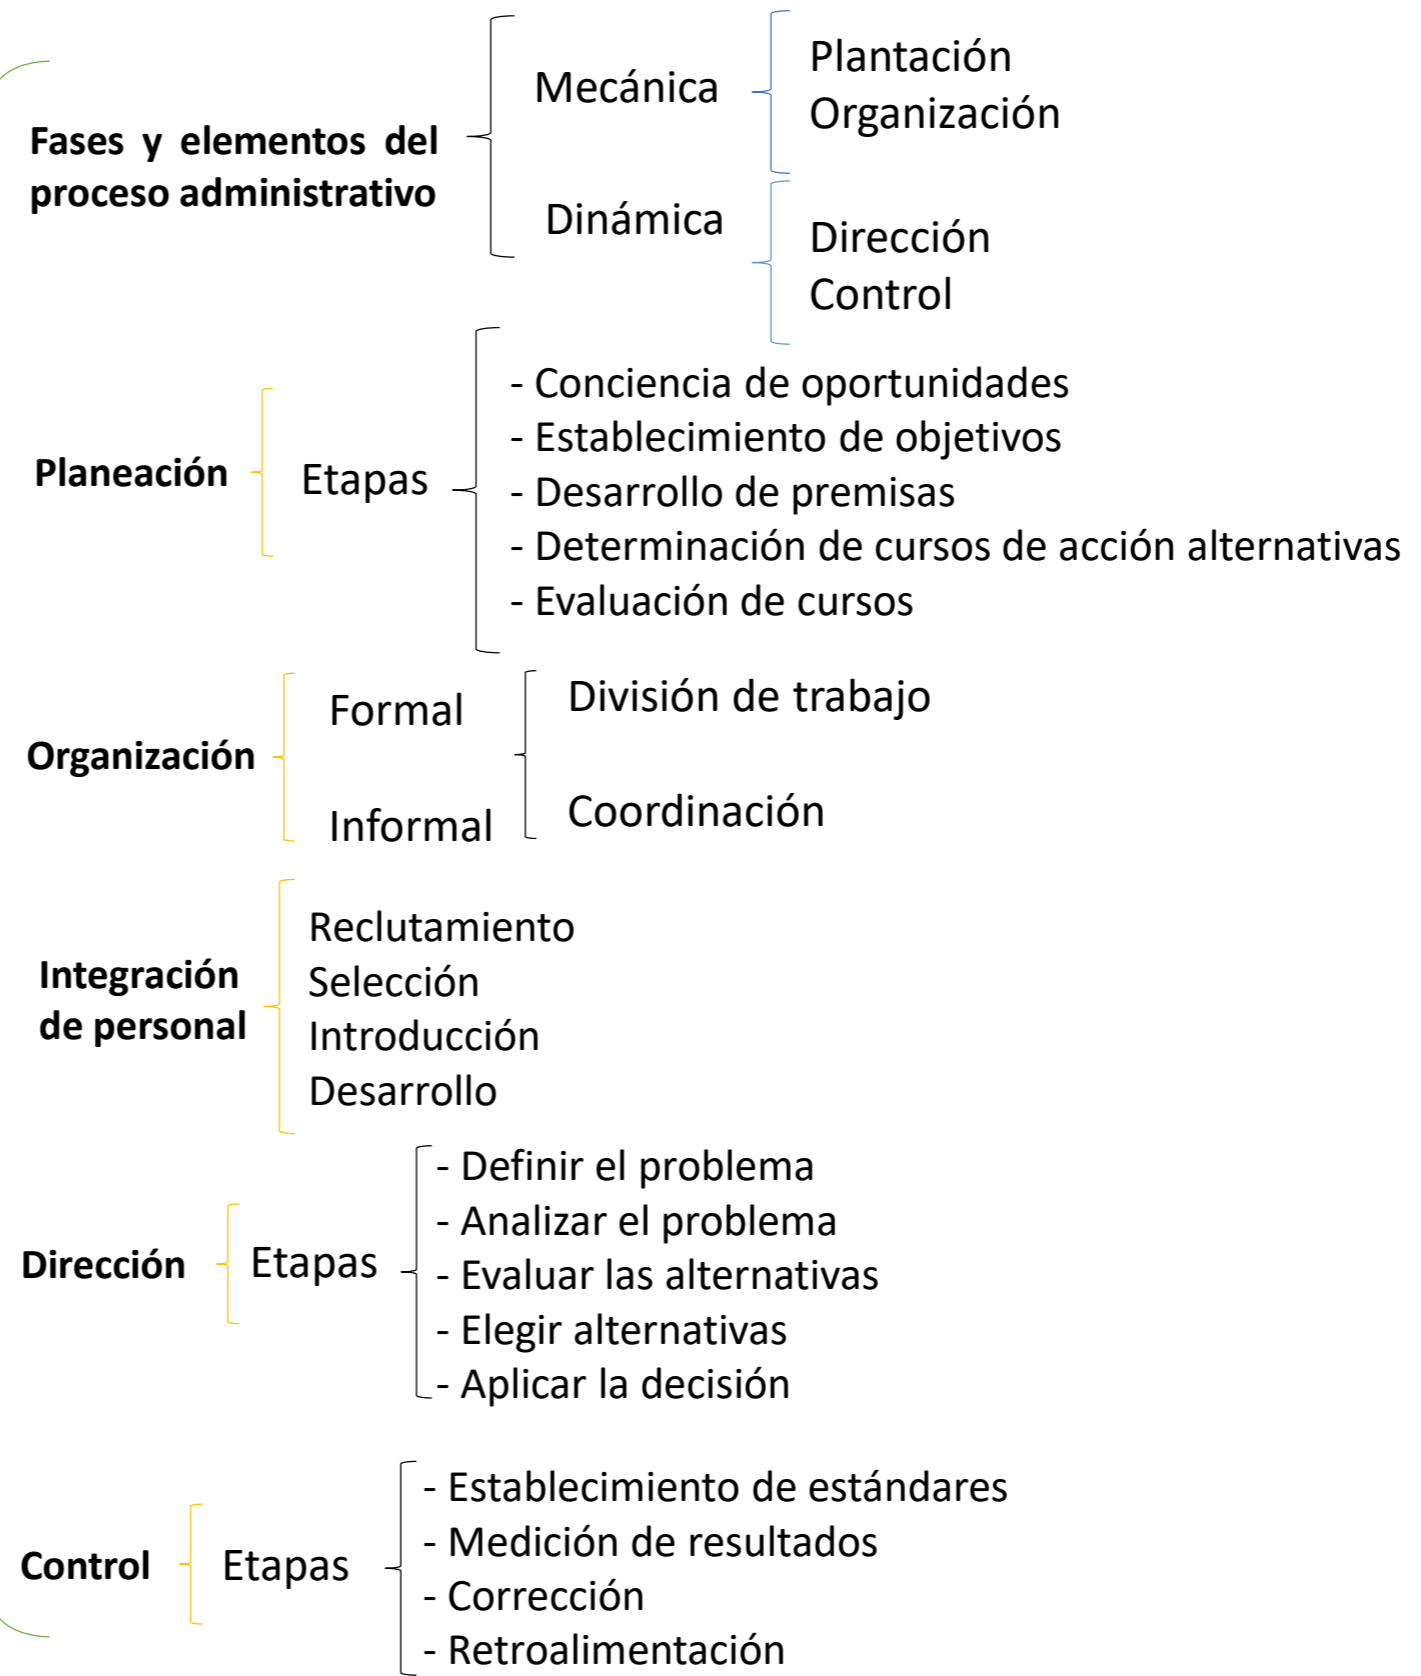 Fases y elementos del
proceso administrativo
Mecánica
Plantación
Organización
Dinámica
Dirección
Control
Planeación
Etapas
- Conciencia de oportunidades
- Establecimiento de objetivos
- Desarrollo de premisas
- Determinación de cursos de acción alternativas
- Evaluación de cursos
Organización
Formal
Informal
División de trabajo
Coordinación
Integración
de personal
Reclutamiento
Selección
Introducción
Desarrollo
Dirección
Etapas
- Definir el problema
- Analizar el problema
- Evaluar las alternativas
- Elegir alternativas
- Aplicar la decisión
Control
Etapas
- Establecimiento de estándares
- Medición de resultados
- Corrección
- Retroalimentación